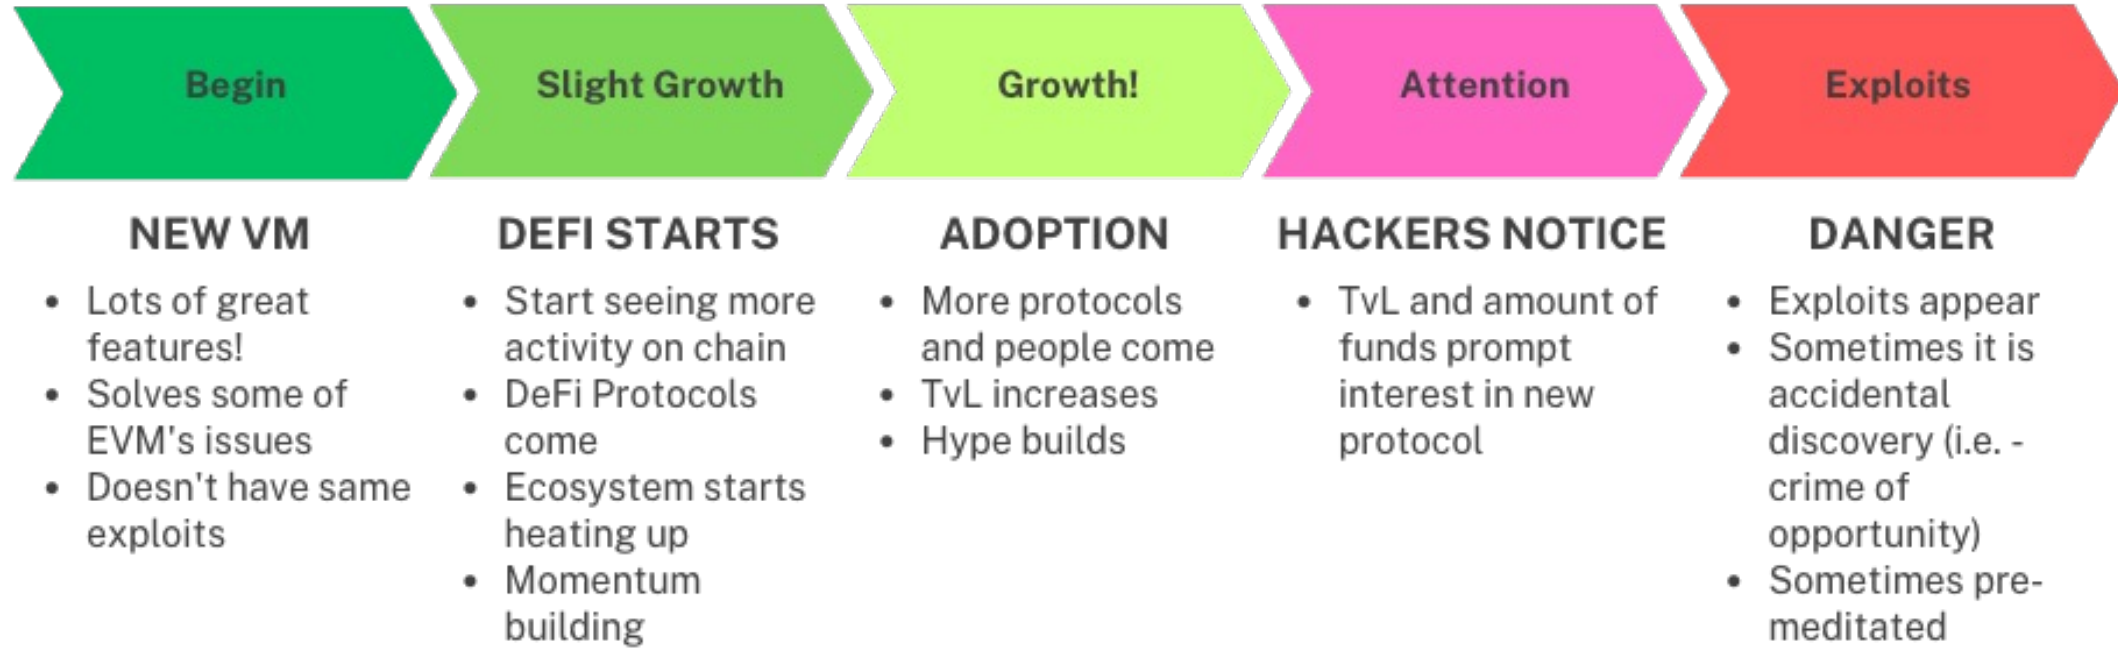 Begin
Slight Growth
Growth!
Attention
Exploits
NEW VM
• Lots of great
features!
• Solves some of
EVM's issues
• Doesn't have same
exploits
DEFI STARTS
• Start seeing more
activity on chain
• DeFi Protocols
come
• Ecosystem starts
heating up
• Momentum
building
ADOPTION
• More protocols
and people come
• TvL increases
• Hype builds
HACKERS NOTICE
• TvL and amount of
funds prompt
interest in new
protocol
DANGER
• Exploits appear
• Sometimes it is
accidental
discovery (i.e. -
crime of
opportunity)
• Sometimes pre-
meditated